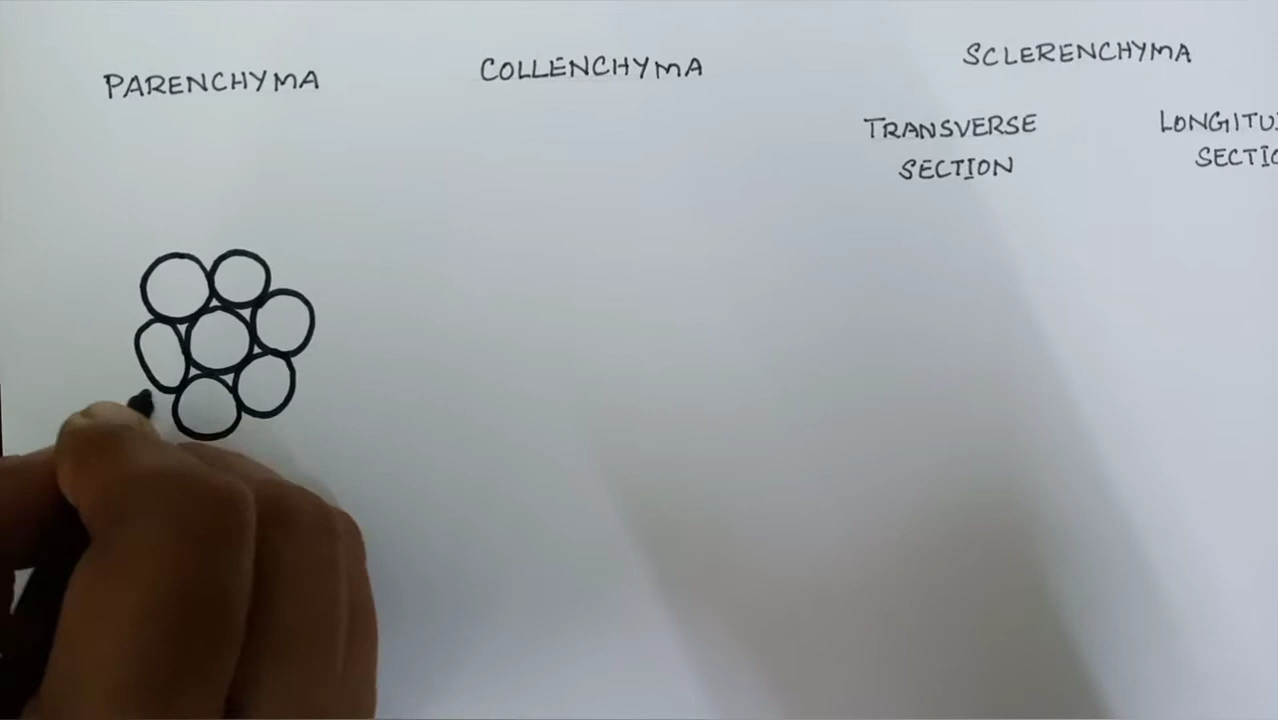 PARENCHYMA
COLLENCHYMA
SCLERENCHYMA
TRANSVERSE
SECTION